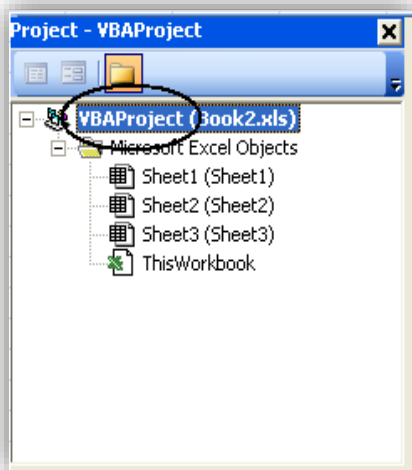 Project - VBAProject
VBAProject (Book2.xls)
Microsoft Excel Objects
Sheet1 (Sheet1)
Sheet2 (Sheet2)
Sheet3 (Sheet3)
ThisWorkbook